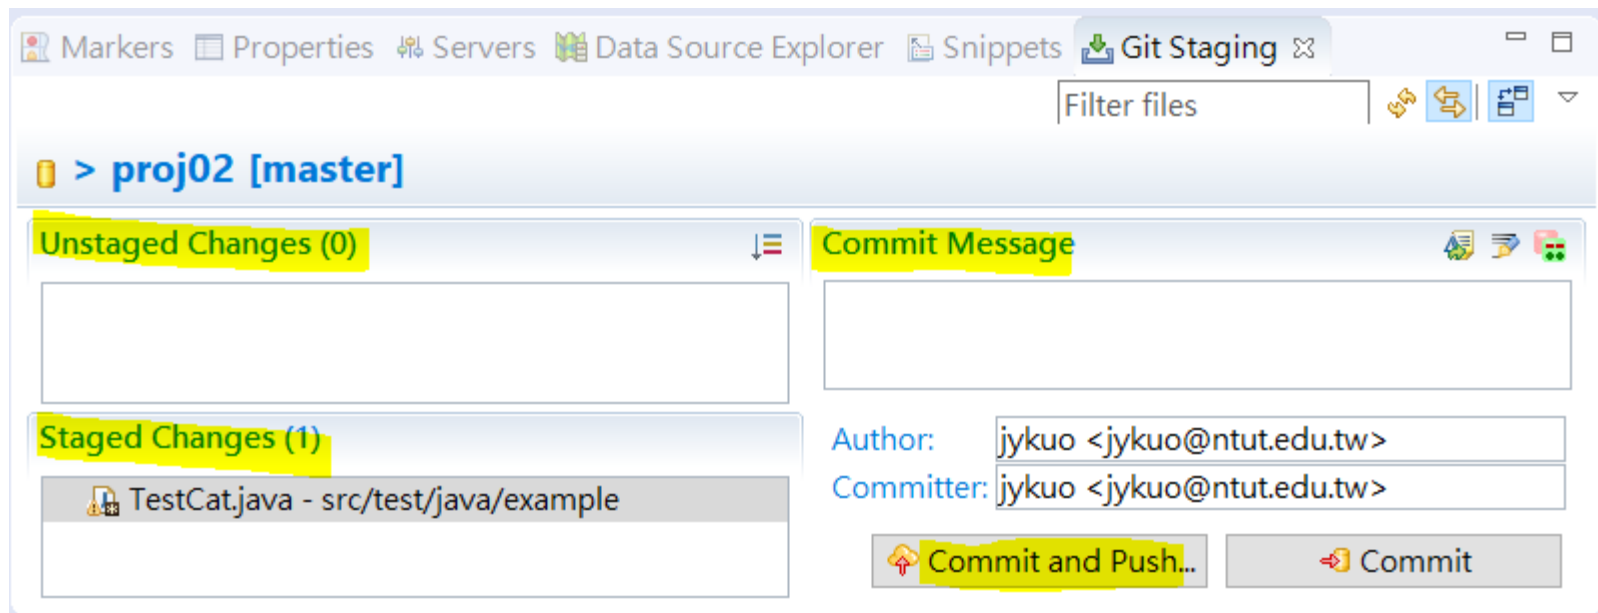 Markers Properties Servers Data Source Explorer Snippets Git Staging
Filter files
> proj02 [master]
Unstaged Changes (0)
Commit Message
Staged Changes (1)
TestCat.java - src/test/java/example
Author: jykuo <jykuo@ntut.edu.tw>
Committer: jykuo <jykuo@ntut.edu.tw>
Commit and Push... Commit